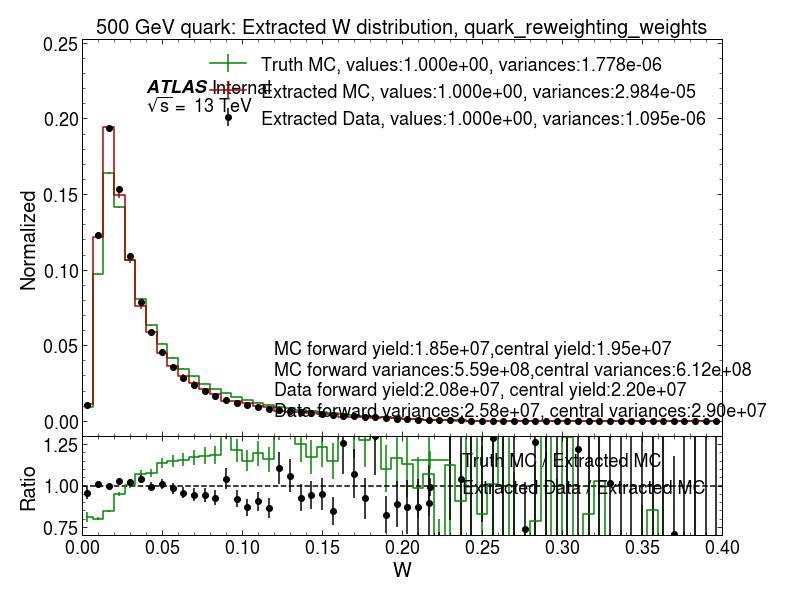 500 GeV quark: Extracted W distribution, quark_reweighting_weights
Truth MC, values:1.000e+00, variances:1.778e-06
ATLAS Internal
Extracted MC, values:1.000e+00, variances:2.984e-05
√s = 13 TeV
Extracted Data, values:1.000e+00, variances:1.095e-06
Normalized
0.25
0.20
0.15
0.10
0.05
0.00
MC forward yield:1.85e+07,central yield:1.95e+07
MC forward variances:5.59e+08,central variances:6.12e+08
Data forward yield:2.08e+07, central yield:2.20e+07
Data forward variances:2.58e+07, central variances:2.90e+07
Ratio
1.25
1.00
0.75
Truth MC / Extracted MC
Extracted Data / Extracted MC
0.00 0.05 0.10 0.15 0.20 0.25 0.30 0.35 0.40
W